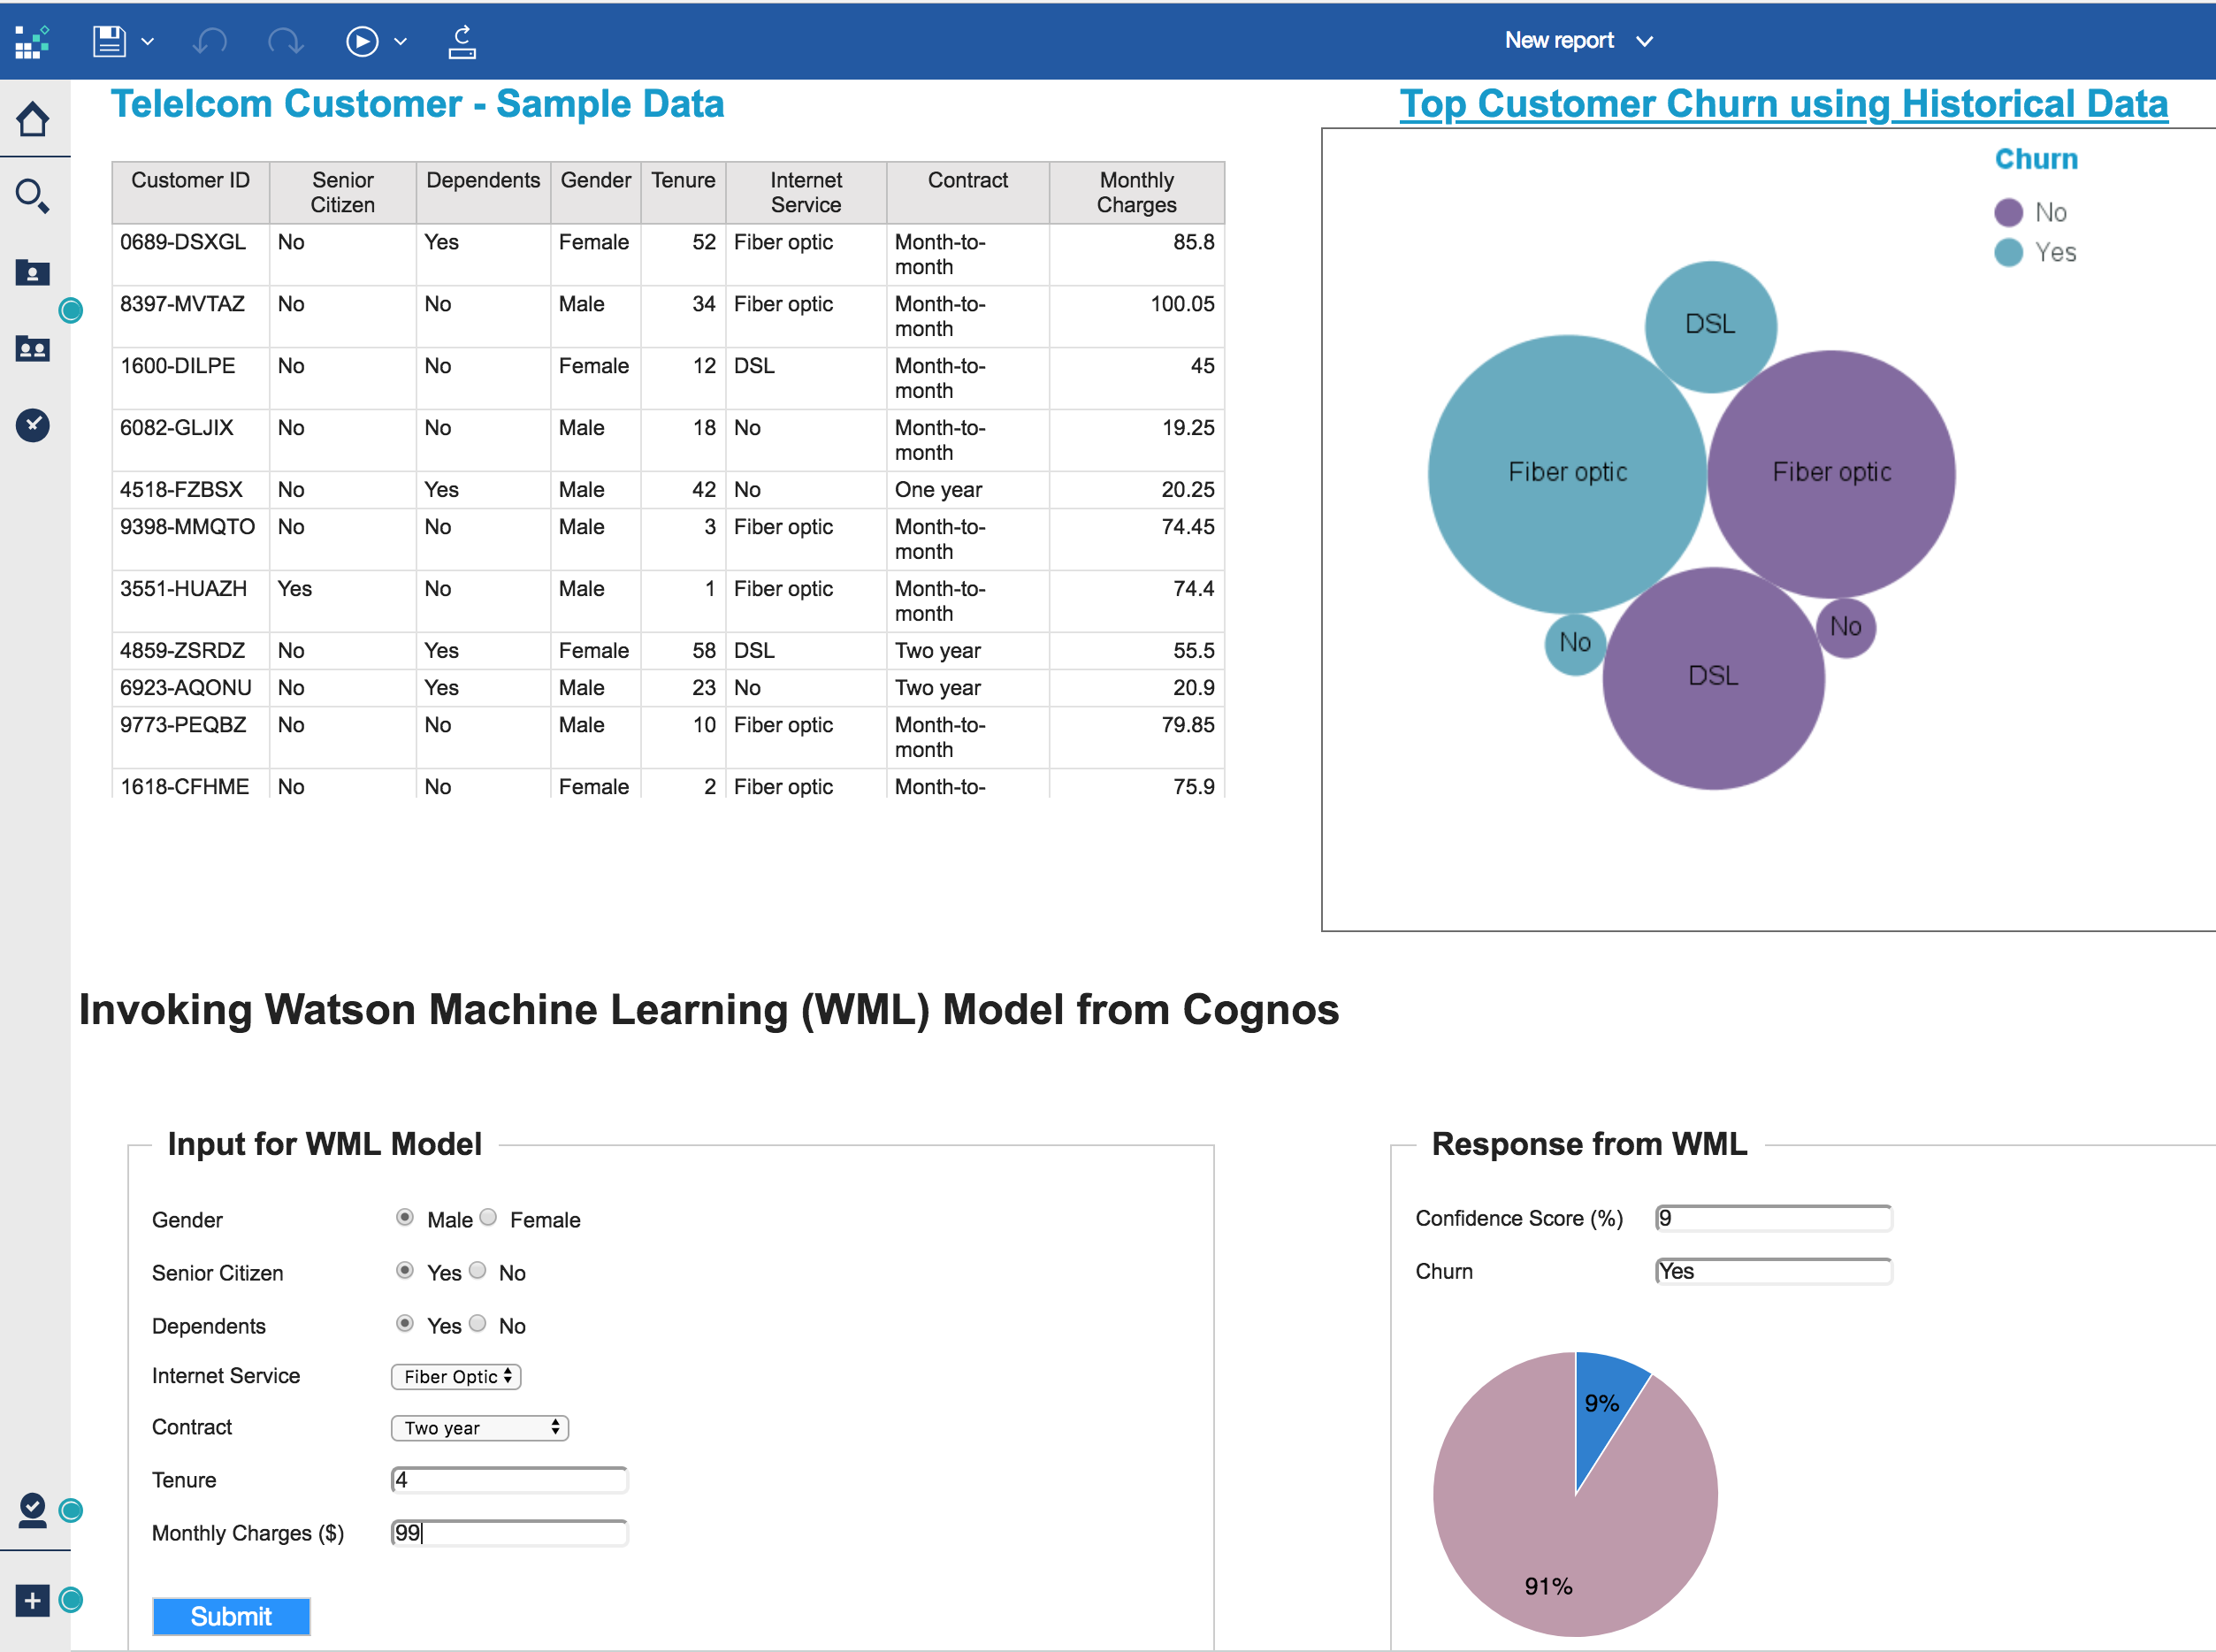 New report
Telelcom Customer - Sample Data
Customer ID Senior Citizen Dependents Gender Tenure Internet Service Contract Monthly Charges
0689-DSXGL No Yes Female 52 Fiber optic Month-to-month 85.8
8397-MVTAZ No No Male 34 Fiber optic Month-to-month 100.05
1600-DILPE No No Female 12 DSL Month-to-month 45
6082-GLJIX No No Male 18 No Month-to-month 19.25
4518-FZBSX No Yes Male 42 No One year 20.25
9398-MMQTO No No Male 3 Fiber optic Month-to-month 74.45
3551-HUAZH Yes No Male 1 Fiber optic Month-to-month 74.4
4859-ZSRDZ No Yes Female 58 DSL Two year 55.5
6923-AQONU No Yes Male 23 No Two year 20.9
9773-PEQBZ No No Male 10 Fiber optic Month-to-month 79.85
1618-CFHME No No Female 2 Fiber optic Month-to- 75.9
Top Customer Churn using Historical Data
Churn
No
Yes
DSL
Fiber optic
Fiber optic
No
No
DSL
Invoking Watson Machine Learning (WML) Model from Cognos
Input for WML Model
Gender Male Female
Senior Citizen Yes No
Dependents Yes No
Internet Service Fiber Optic
Contract Two year
Tenure 4
Monthly Charges ($) 99
Submit
Response from WML
Confidence Score (%) 9
Churn Yes
9%
91%